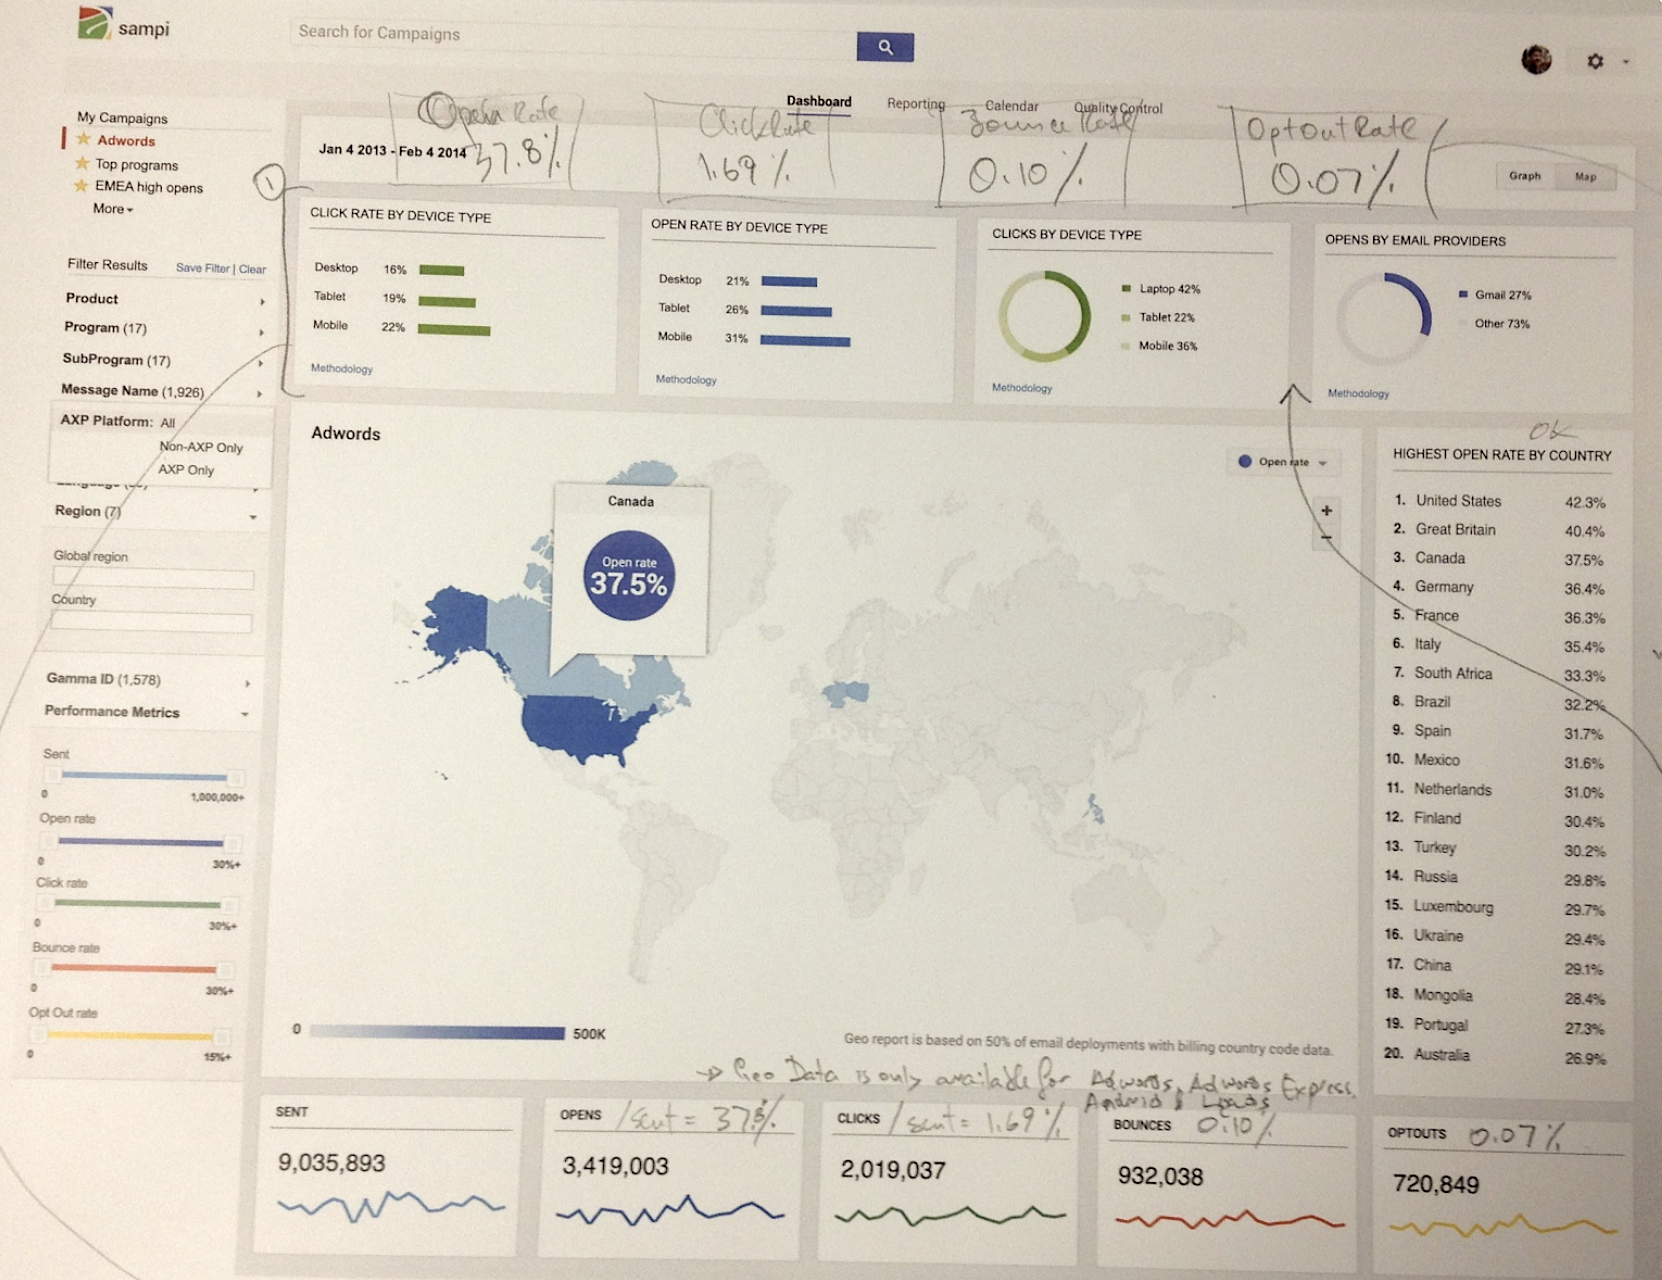 sampi
Search for Campaigns
Dashboard Reporting Calendar Quality Control
Open Rate
37.8%
Click Rate
1.69%
Bounce Rate
0.10%
OptOut Rate
0.07%
My Campaigns
Adwords
Top programs
EMEA high opens
More
Jan 4 2013 - Feb 4 2014
Graph Map
1
Filter Results Save Filter | Clear
Product
Program (17)
SubProgram (17)
Message Name (1,926)
AXP Platform: All
Non-AXP Only
AXP Only
Region (7)
Global region
Country
Gamma ID (1,578)
Performance Metrics
Sent
0 1,000,000+
Open rate
0 30%+
Click rate
0 30%+
Bounce rate
0 30%+
Opt Out rate
0 15%+
CLICK RATE BY DEVICE TYPE
Desktop 16%
Tablet 19%
Mobile 22%
Methodology
OPEN RATE BY DEVICE TYPE
Desktop 21%
Tablet 26%
Mobile 31%
Methodology
CLICKS BY DEVICE TYPE
Laptop 42%
Tablet 22%
Mobile 36%
Methodology
OPENS BY EMAIL PROVIDERS
Gmail 27%
Other 73%
Methodology
Adwords
Open rate
+
−
Canada
Open rate
37.5%
0 500K
Geo report is based on 50% of email deployments with billing country code data.
→ Geo Data is only available for Adwords, Adwords Express,
Android &
OK
HIGHEST OPEN RATE BY COUNTRY
1. United States 42.3%
2. Great Britain 40.4%
3. Canada 37.5%
4. Germany 36.4%
5. France 36.3%
6. Italy 35.4%
7. South Africa 33.3%
8. Brazil 32.2%
9. Spain 31.7%
10. Mexico 31.6%
11. Netherlands 31.0%
12. Finland 30.4%
13. Turkey 30.2%
14. Russia 29.8%
15. Luxembourg 29.7%
16. Ukraine 29.4%
17. China 29.1%
18. Mongolia 28.4%
19. Portugal 27.3%
20. Australia 26.9%
SENT
9,035,893
OPENS /sent = 37.8%
3,419,003
CLICKS /sent = 1.69%
2,019,037
BOUNCES 0.10%
932,038
OPTOUTS 0.07%
720,849